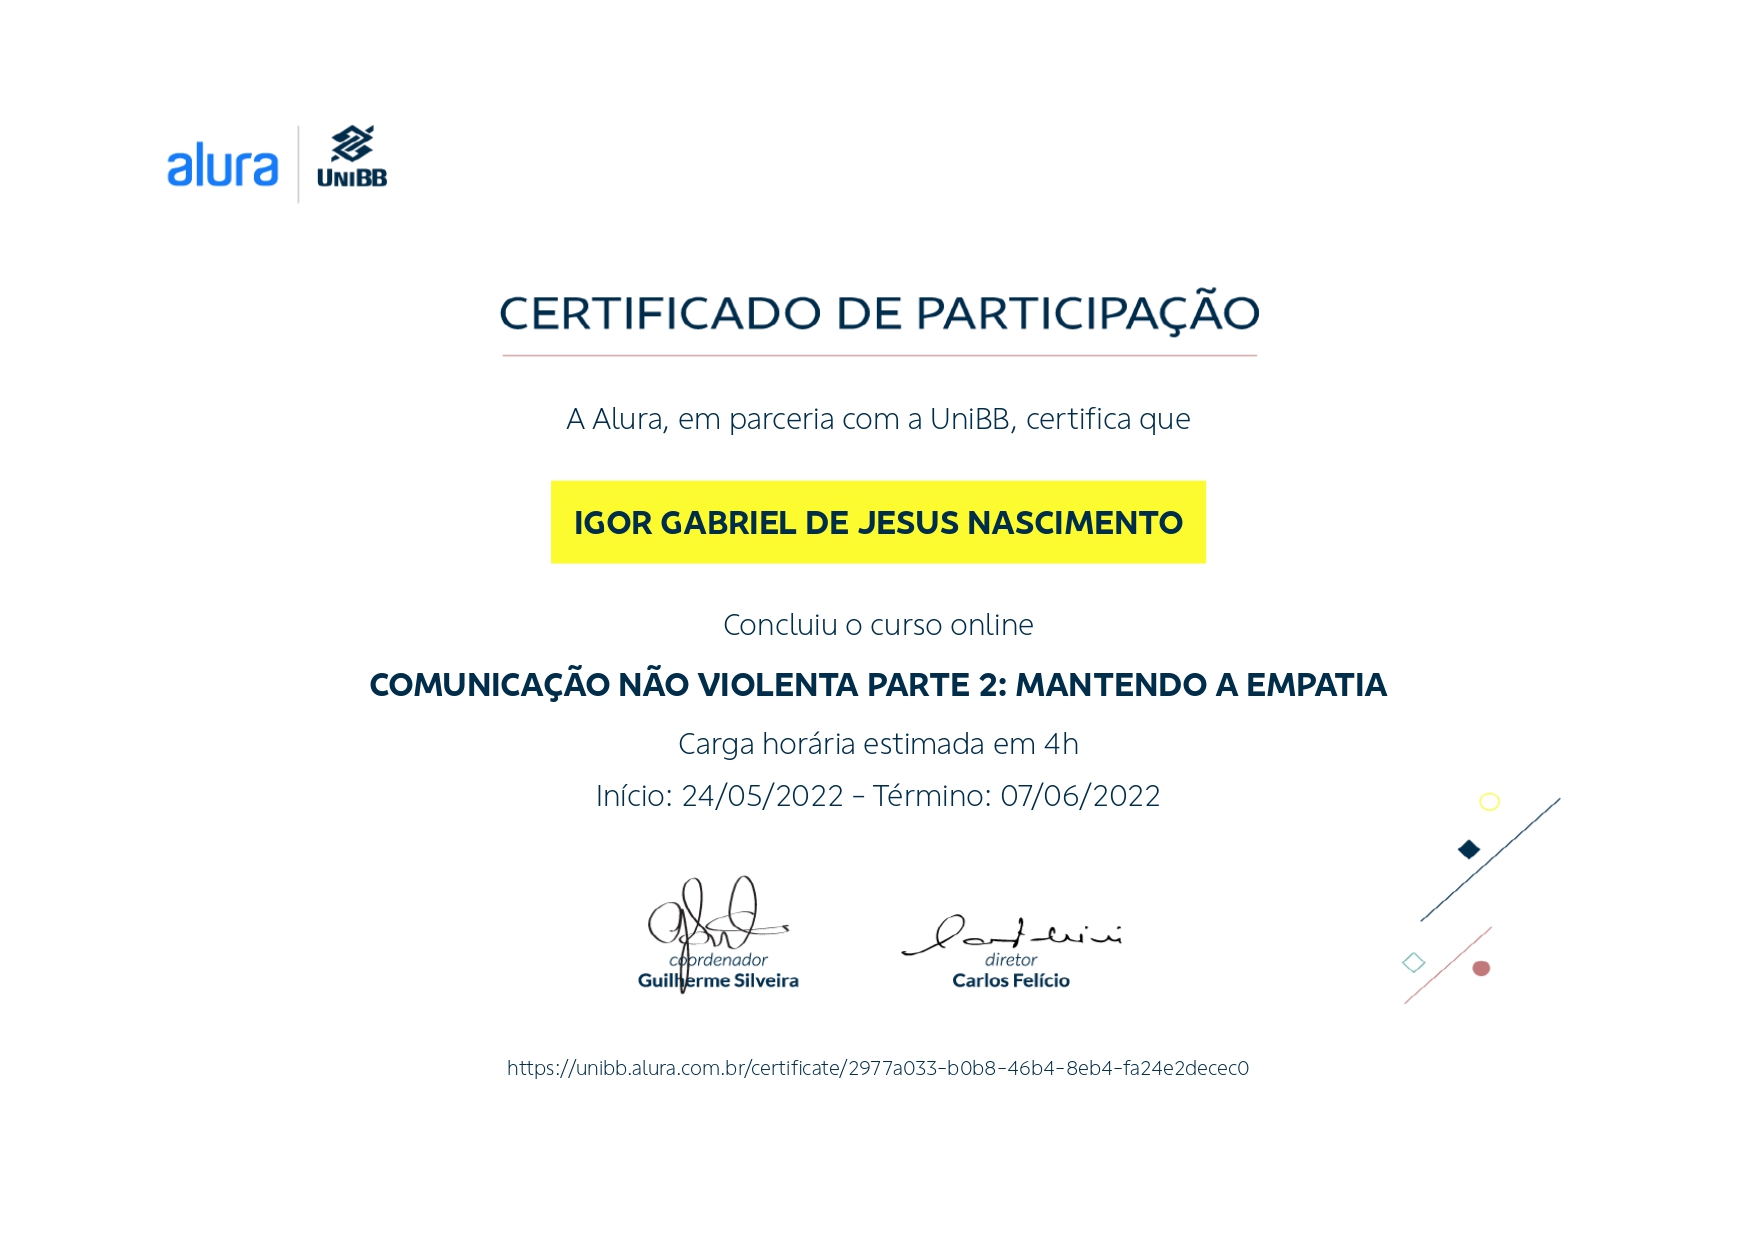 alura
UNIBB
CERTIFICADO DE PARTICIPAÇÃO
A Alura, em parceria com a UniBB, certifica que
IGOR GABRIEL DE JESUS NASCIMENTO
Concluiu o curso online
COMUNICAÇÃO NÃO VIOLENTA PARTE 2: MANTENDO A EMPATIA
Carga horária estimada em 4h
Início: 24/05/2022 - Término: 07/06/2022
coordenador
Guilherme Silveira
diretor
Carlos Felício
https://unibb.alura.com.br/certificate/2977a033-b0b8-46b4-8eb4-fa24e2decec0